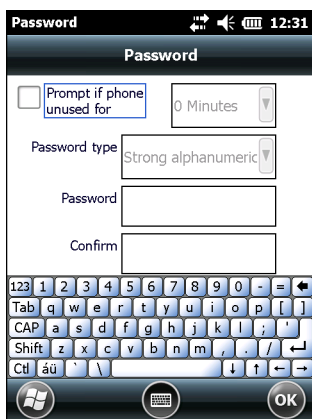 Password 12:31
Password
Prompt if phone
unused for
0 Minutes
Password type
Strong alphanumeric
Password
Confirm
123 1 2 3 4 5 6 7 8 9 0 - =
Tab q w e r t y u i o p [ ]
CAP a s d f g h j k l ; '
Shift z x c v b n m , . /
Ctl áü ` \
OK